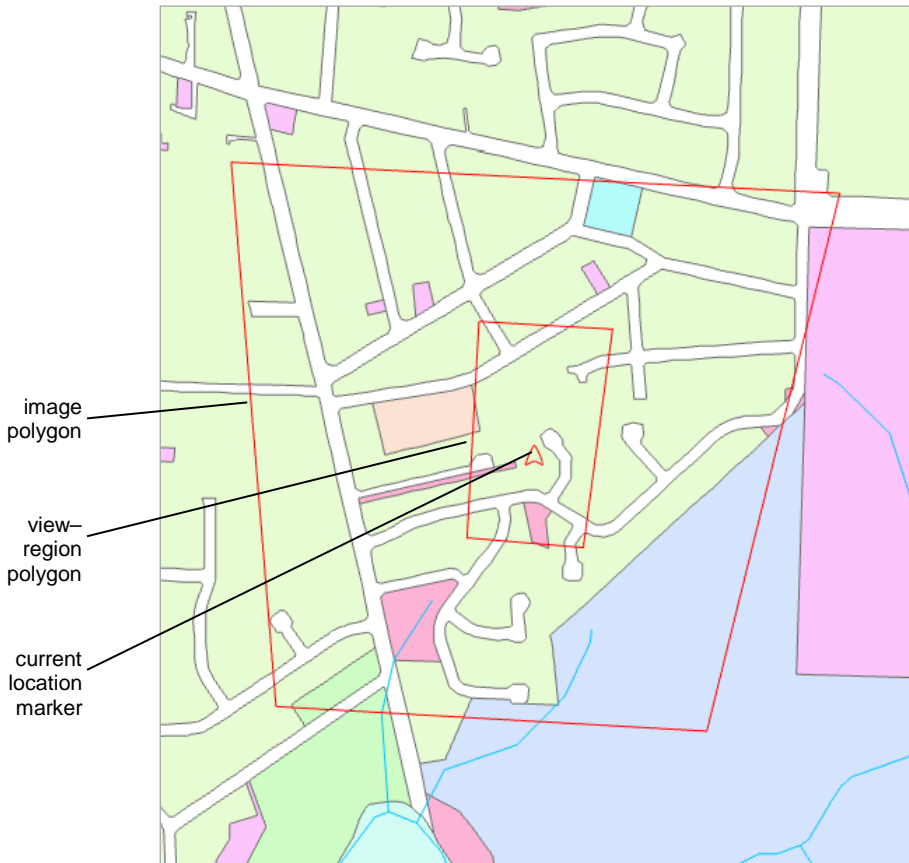 image
polygon
view–
region
polygon
current
location
marker